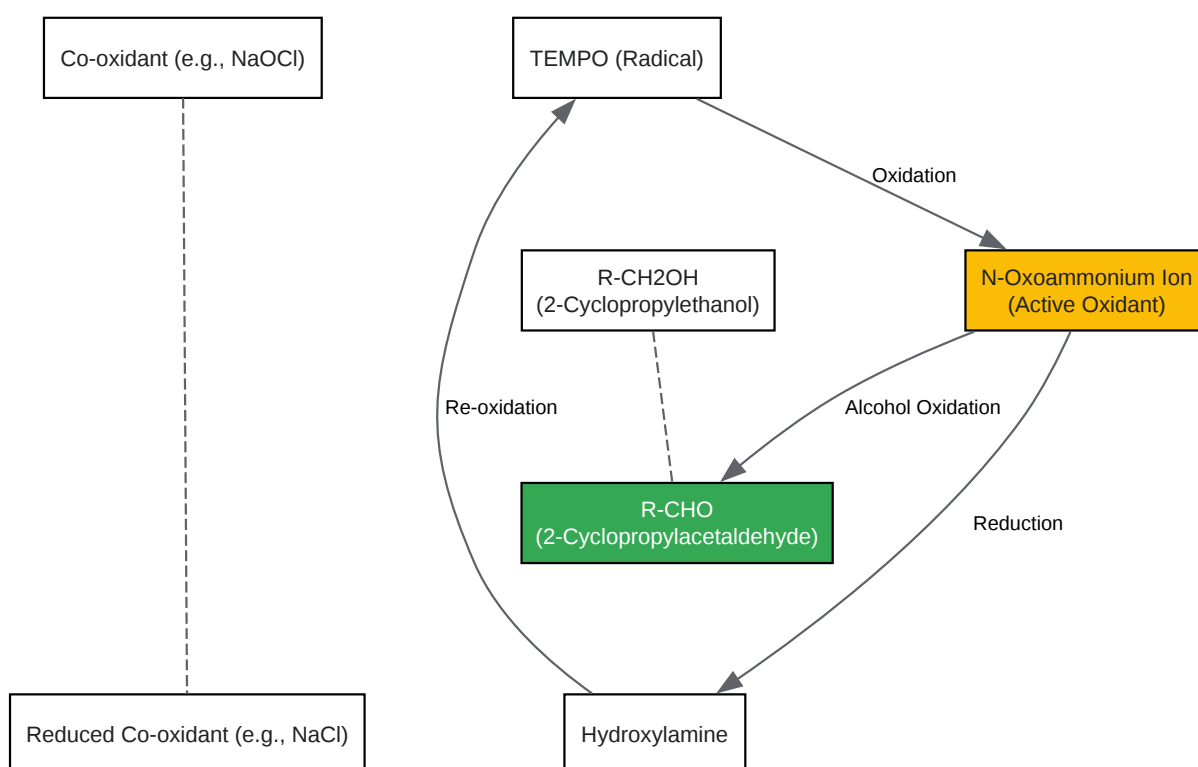 Co-oxidant (e.g., NaOCl)
TEMPO (Radical)
Oxidation
R-CH2OH
(2-Cyclopropylethanol)
N-Oxoammonium Ion
(Active Oxidant)
Re-oxidation
Alcohol Oxidation
R-CHO
(2-Cyclopropylacetaldehyde)
Reduction
Reduced Co-oxidant (e.g., NaCl)
Hydroxylamine